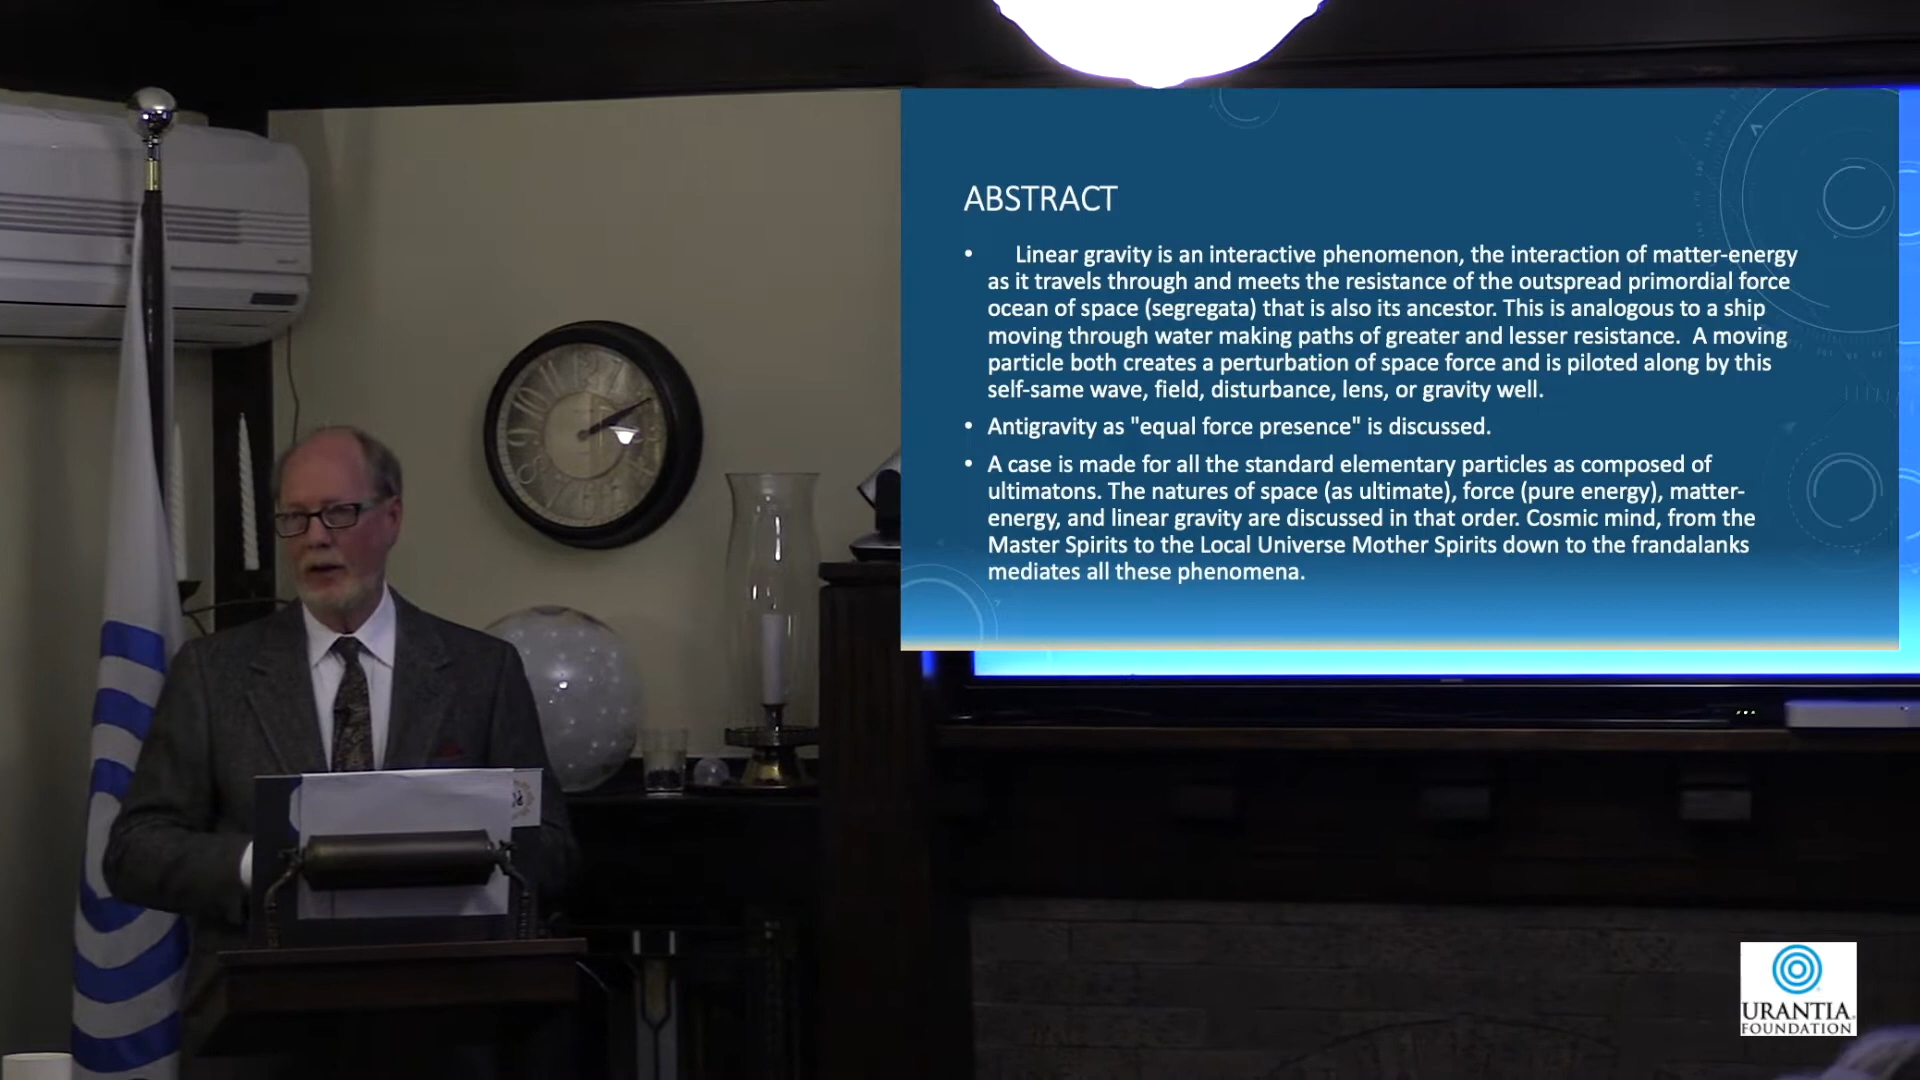 ABSTRACT
• Linear gravity is an interactive phenomenon, the interaction of matter-energy
as it travels through and meets the resistance of the outspread primordial force
ocean of space (segregata) that is also its ancestor. This is analogous to a ship
moving through water making paths of greater and lesser resistance. A moving
particle both creates a perturbation of space force and is piloted along by this
self-same wave, field, disturbance, lens, or gravity well.
• Antigravity as "equal force presence" is discussed.
• A case is made for all the standard elementary particles as composed of
ultimatons. The natures of space (as ultimate), force (pure energy), matter-
energy, and linear gravity are discussed in that order. Cosmic mind, from the
Master Spirits to the Local Universe Mother Spirits down to the frandalanks
mediates all these phenomena.
URANTIA
FOUNDATION